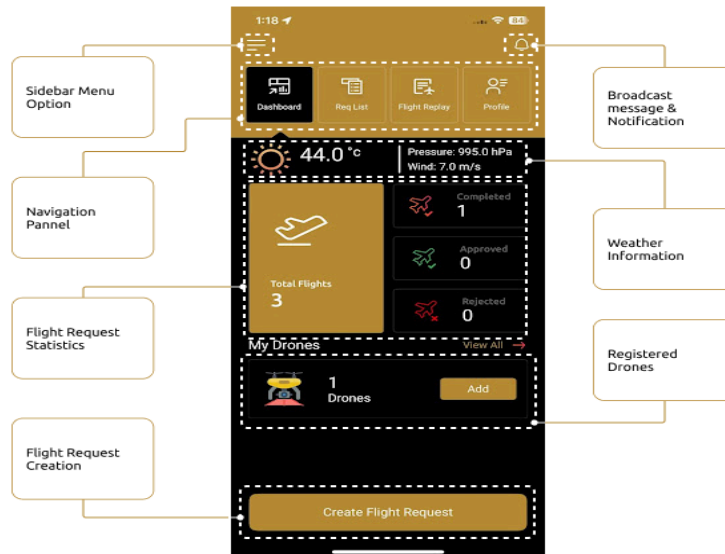 1:18
84
Sidebar Menu
Option
Navigation
Pannel
Flight Request
Statistics
Flight Request
Creation
Dashboard
Req List
Flight Replay
Profile
44.0 °c
Pressure: 995.0 hPa
Wind: 7.0 m/s
Total Flights
3
Completed
1
Approved
0
Rejected
0
My Drones
View All →
1
Drones
Add
Create Flight Request
Broadcast
message &
Notification
Weather
Information
Registered
Drones